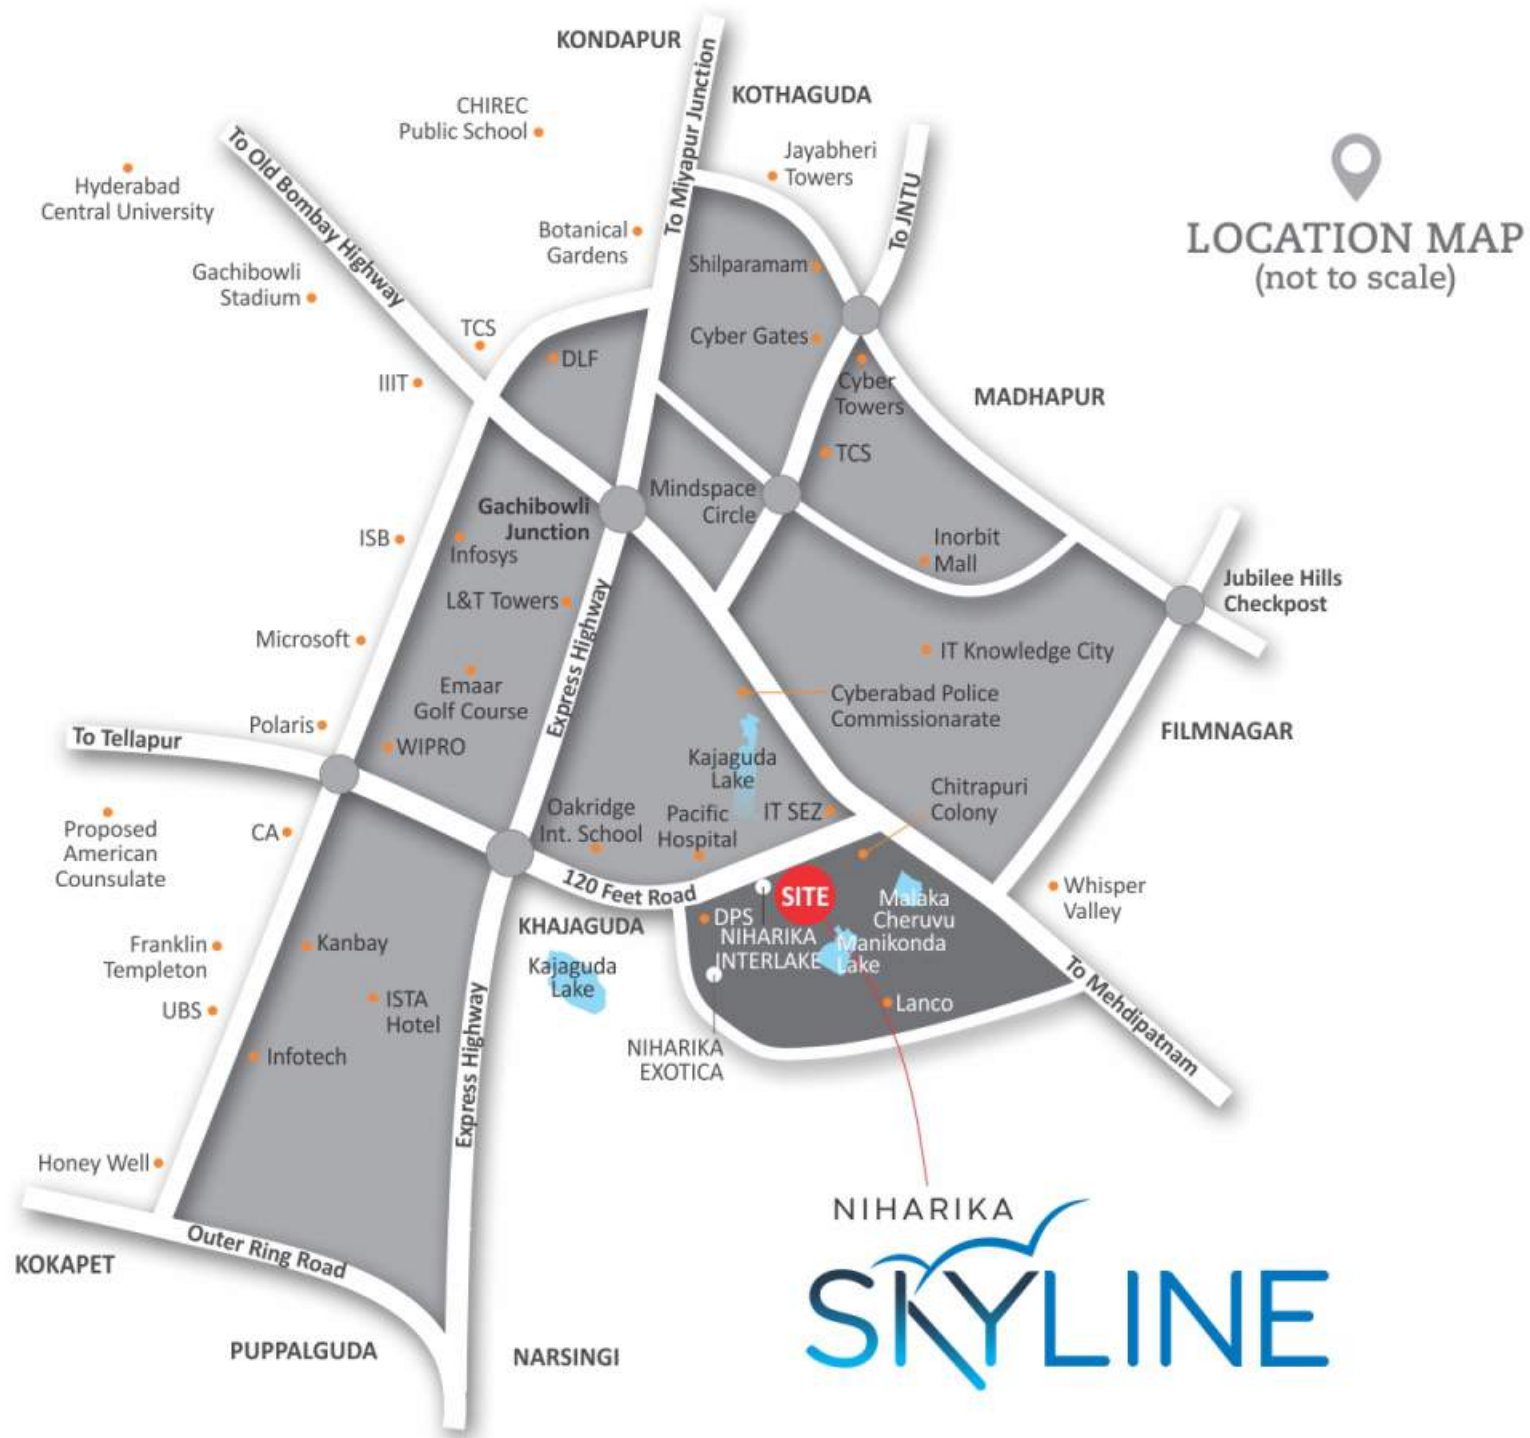 KONDAPUR
To Miyapur Junction
KOTHAGUDA
CHIREC
Public School
Jayabheri
Towers
To Old Bombay Highway
To JNTU
Hyderabad
Central University
Botanical
Gardens
LOCATION MAP
(not to scale)
Gachibowli
Stadium
Shilparamam
TCS
Cyber Gates
DLF
IIIT
Cyber
Towers
MADHAPUR
TCS
Mindspace
Circle
Gachibowli
Junction
ISB
Infosys
Inorbit
Mall
Jubilee Hills
Checkpost
L&T Towers
Express Highway
Microsoft
IT Knowledge City
Emaar
Golf Course
Cyberabad Police
Commissionarate
Polaris
To Tellapur
WIPRO
FILMNAGAR
Kajaguda
Lake
Chitrapuri
Colony
Oakridge
Int. School
Pacific
Hospital
IT SEZ
Proposed
American
Counsulate
CA
120 Feet Road
SITE
Whisper
Valley
Malaka
Cheruvu
DPS
KHAJAGUDA
NIHARIKA
INTERLAKE
Manikonda
Lake
Franklin
Templeton
Kanbay
Kajaguda
Lake
To Mehdipatnam
UBS
ISTA
Hotel
Lanco
Express Highway
NIHARIKA
EXOTICA
Infotech
Honey Well
Outer Ring Road
KOKAPET
PUPPALGUDA
NARSINGI
NIHARIKA
SKYLINE